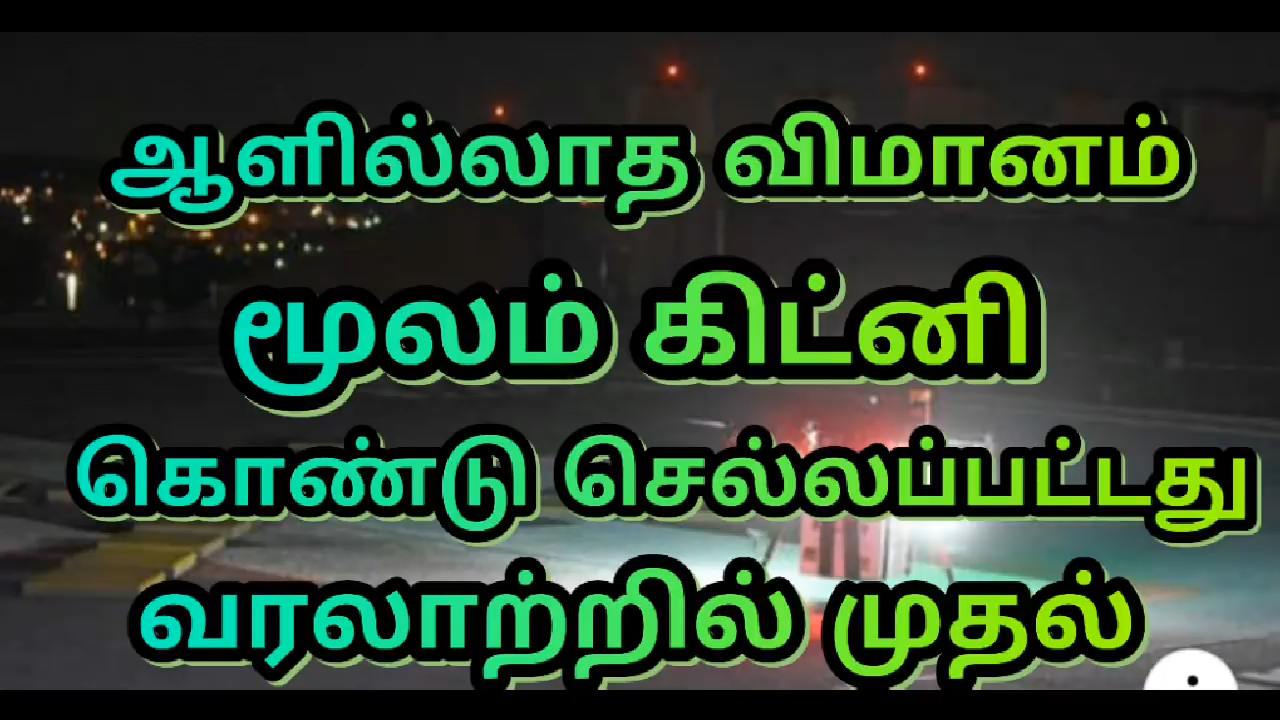 ஆளில்லாத விமானம்
மூலம் கிட்னி
கொண்டு செல்லப்பட்டது
வரலாற்றில் முதல்